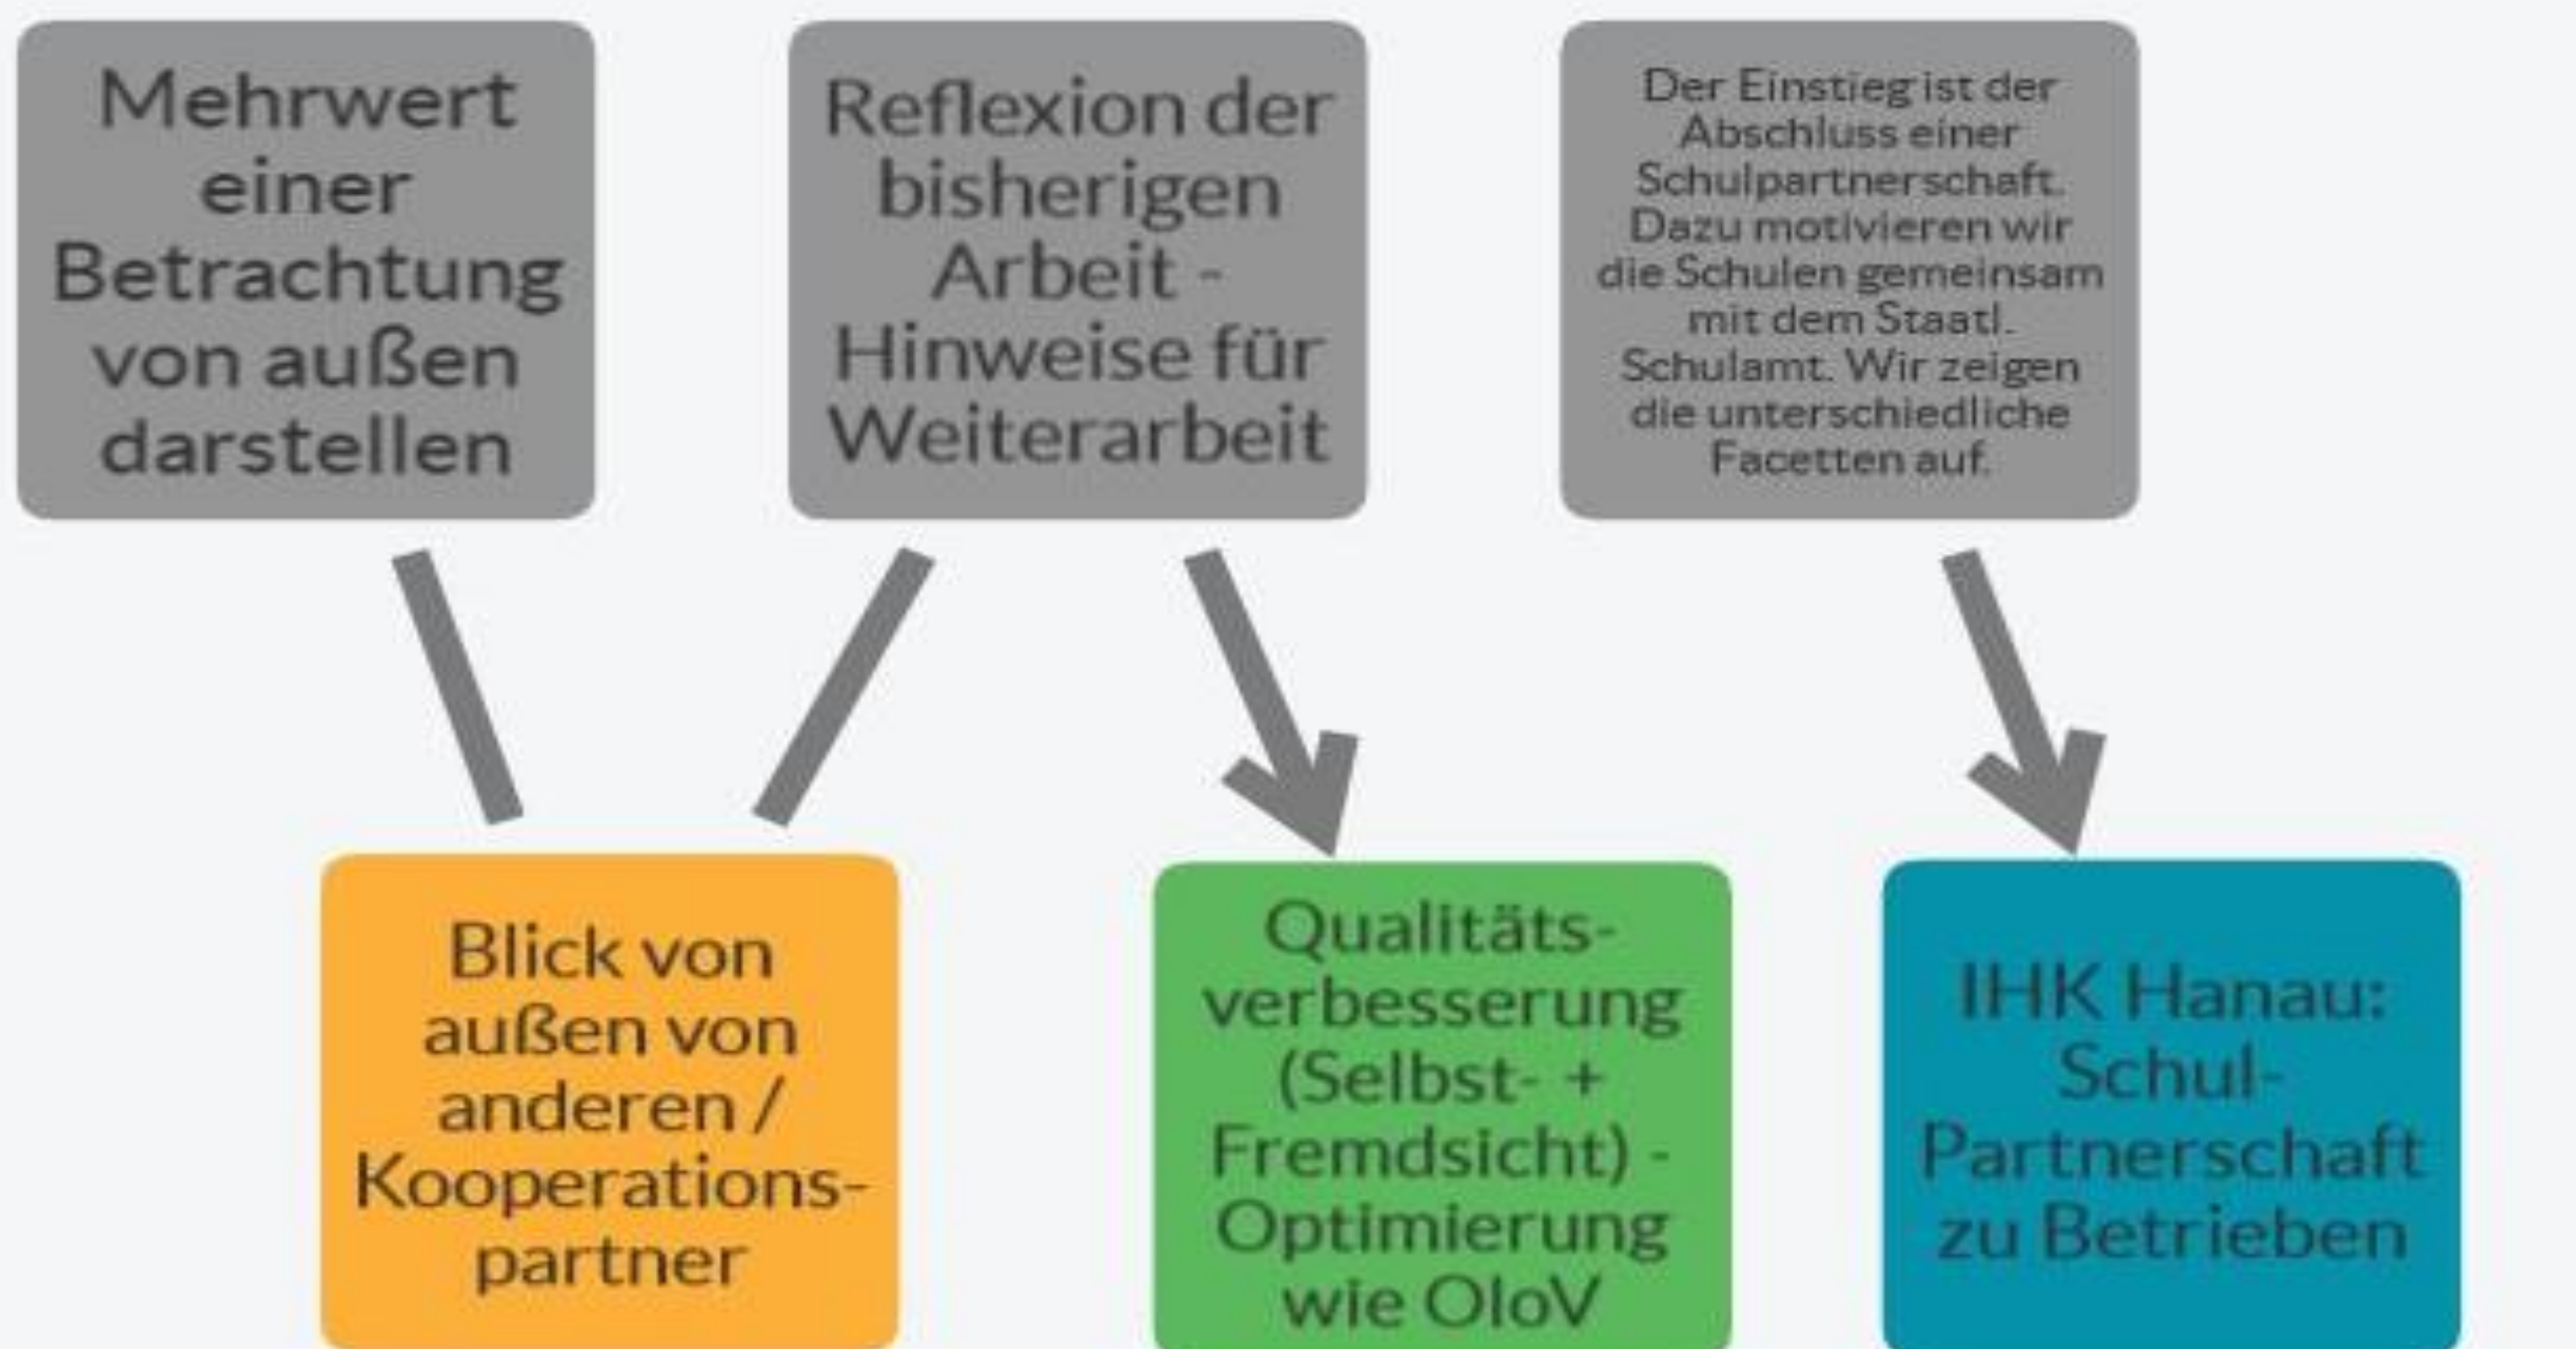 Mehrwert
einer
Betrachtung
von außen
darstellen
Reflexion der
bisherigen
Arbeit -
Hinweise für
Weiterarbeit
Der Einstieg ist der
Abschluss einer
Schulpartnerschaft.
Dazu motivieren wir
die Schulen gemeinsam
mit dem Staatl.
Schulamt. Wir zeigen
die unterschiedliche
Facetten auf.
Blick von
außen von
anderen /
Kooperations-
partner
Qualitäts-
verbesserung
(Selbst- +
Fremdsicht) -
Optimierung
wie OloV
IHK Hanau:
Schul-
Partnerschaft
zu Betrieben